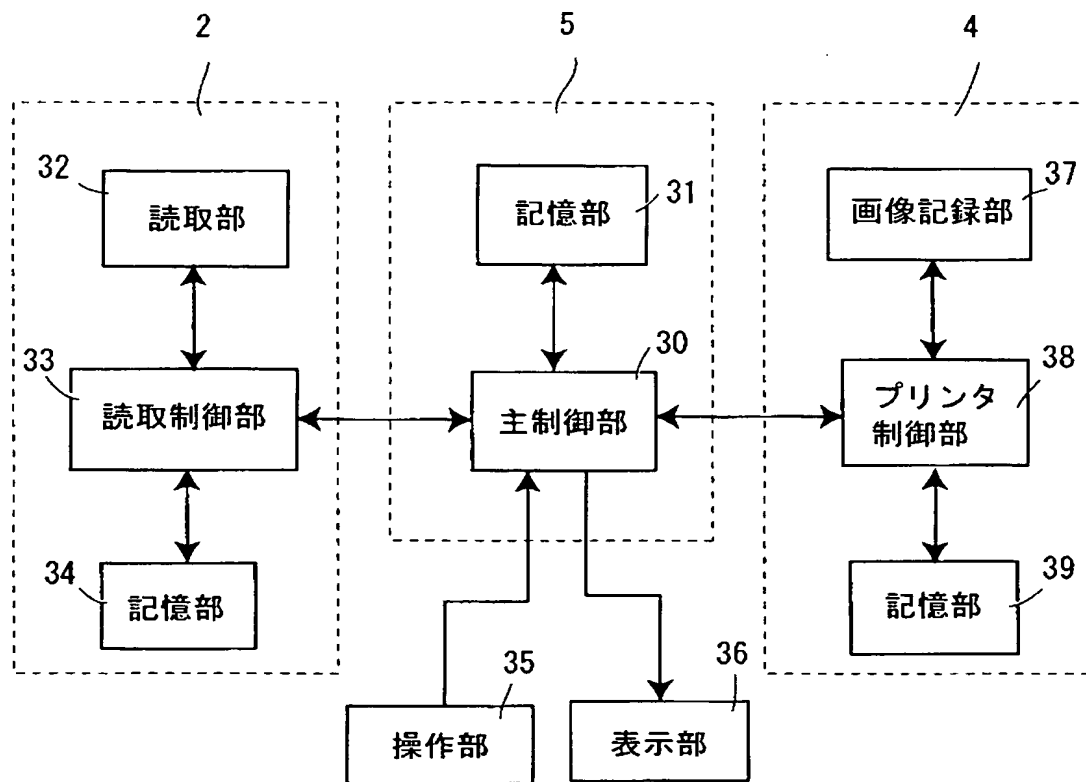 2
5
4
32
読取部
31
記憶部
37
画像記録部
33
読取制御部
30
主制御部
38
プリンタ
制御部
34
記憶部
39
記憶部
35
操作部
36
表示部